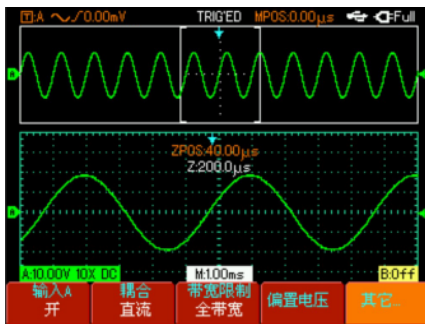 T:A 0.00mV TRIG'ED MPOS:0.00μs Full
ZPOS:40.00μs
Z:200.0μs
A:10.00V 10X DC M:1.00ms B:Off
输入A 耦合 带宽限制 偏置电压 其它...
开 直流 全带宽